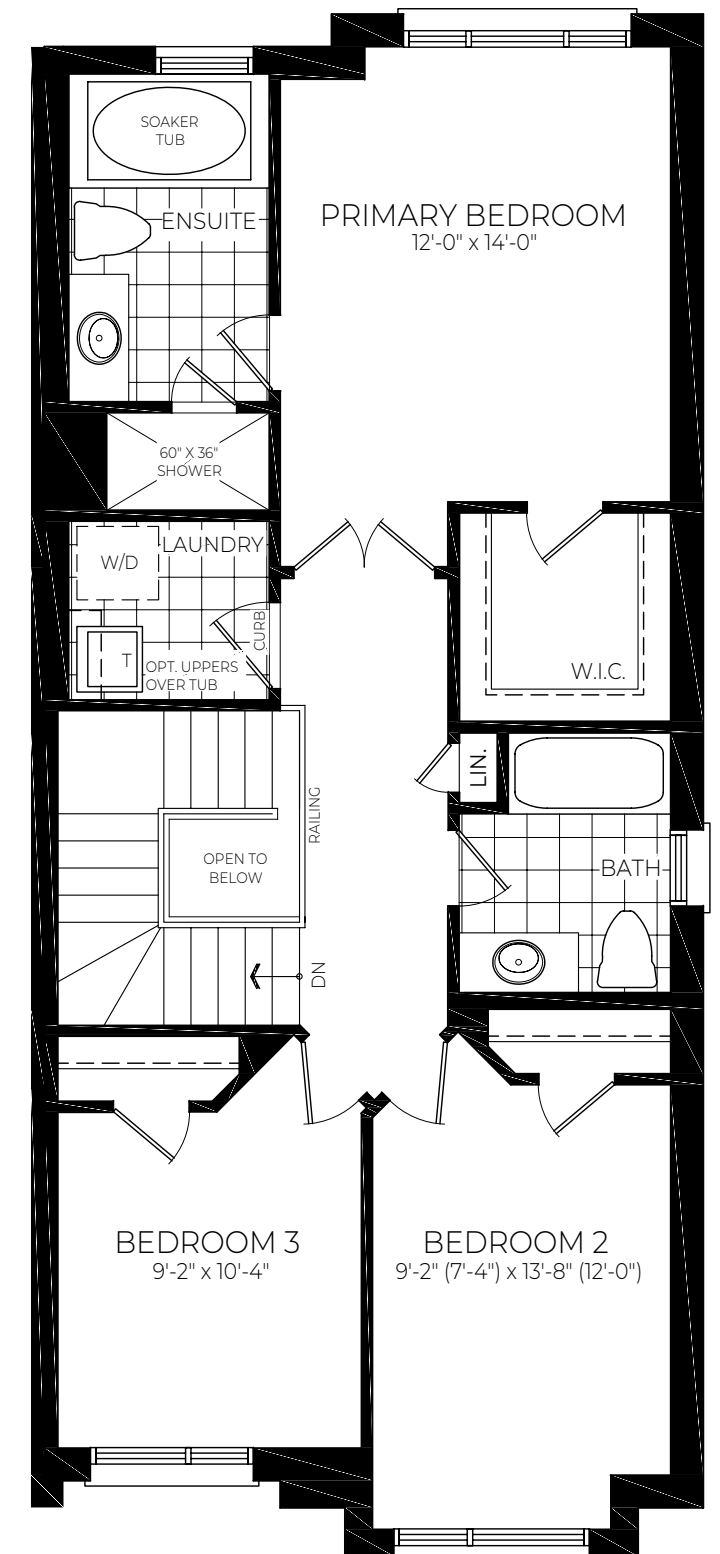 SOAKER
TUB
ENSUITE
PRIMARY BEDROOM
12'-0" x 14'-0"
60" X 36"
SHOWER
LAUNDRY
W/D
CURB
T
OPT. UPPERS
OVER TUB
W.I.C.
LIN.
RAILING
OPEN TO
BELOW
BATH
DN
BEDROOM 3
9'-2" x 10'-4"
BEDROOM 2
9'-2" (7'-4") x 13'-8" (12'-0")